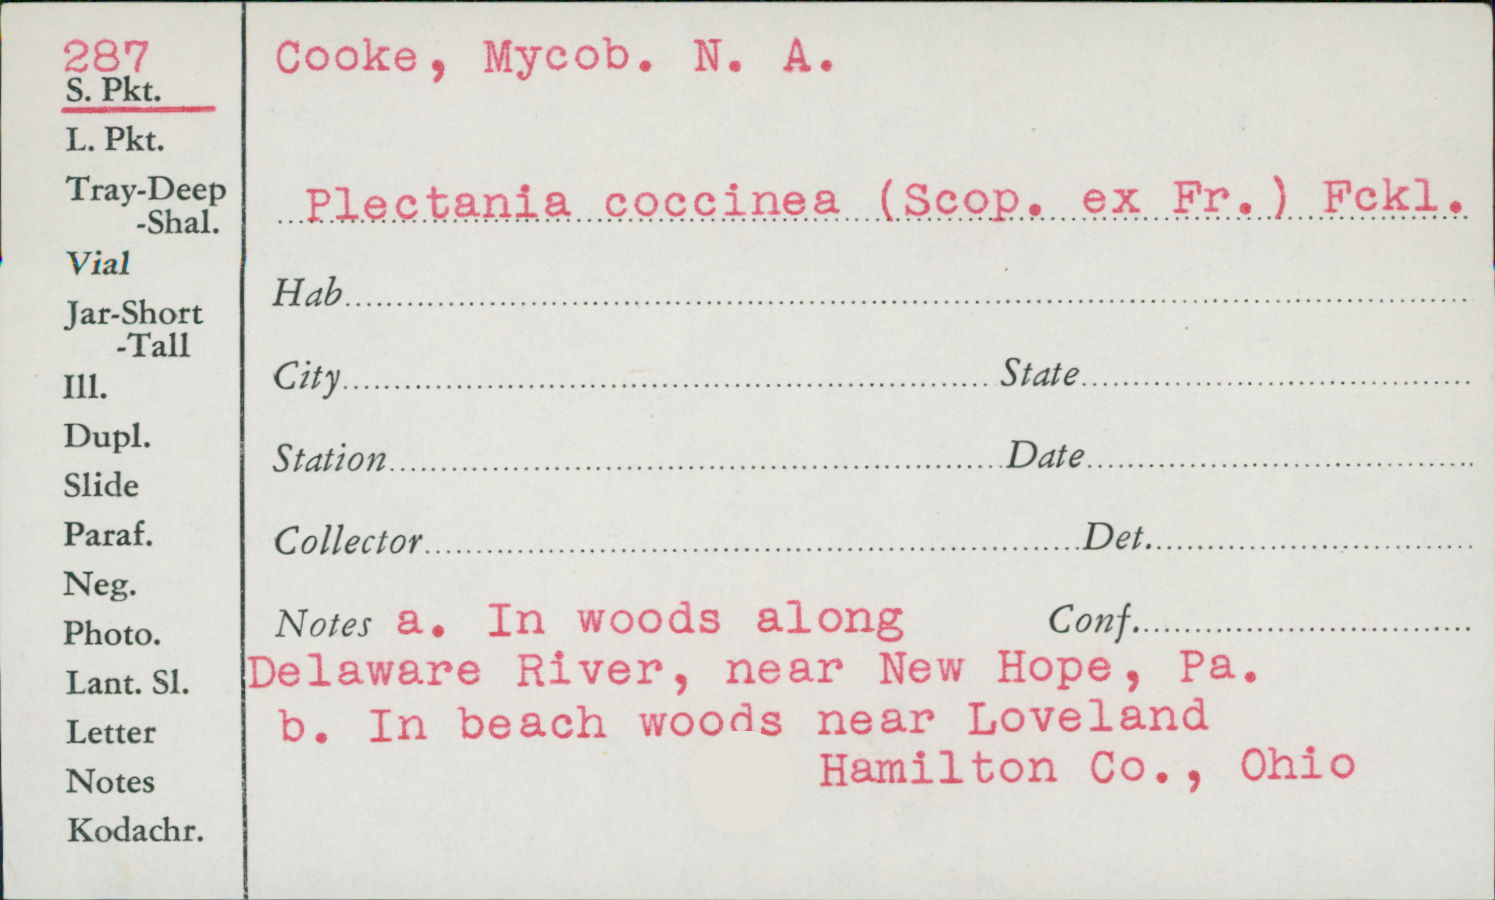 287
S. Pkt.
L. Pkt.
Tray-Deep
-Shal.
Vial
Jar-Short
-Tall
Ill.
Dupl.
Slide
Paraf.
Neg.
Photo.
Lant. Sl.
Letter
Notes
Kodachr.
Cooke, Mycob. N. A.
Plectania coccinea (Scop. ex Fr.) Fckl.
Hab
City State
Station Date
Collector Det.
Notes a. In woods along Conf.
Delaware River, near New Hope, Pa.
b. In beach woods near Loveland
Hamilton Co., Ohio